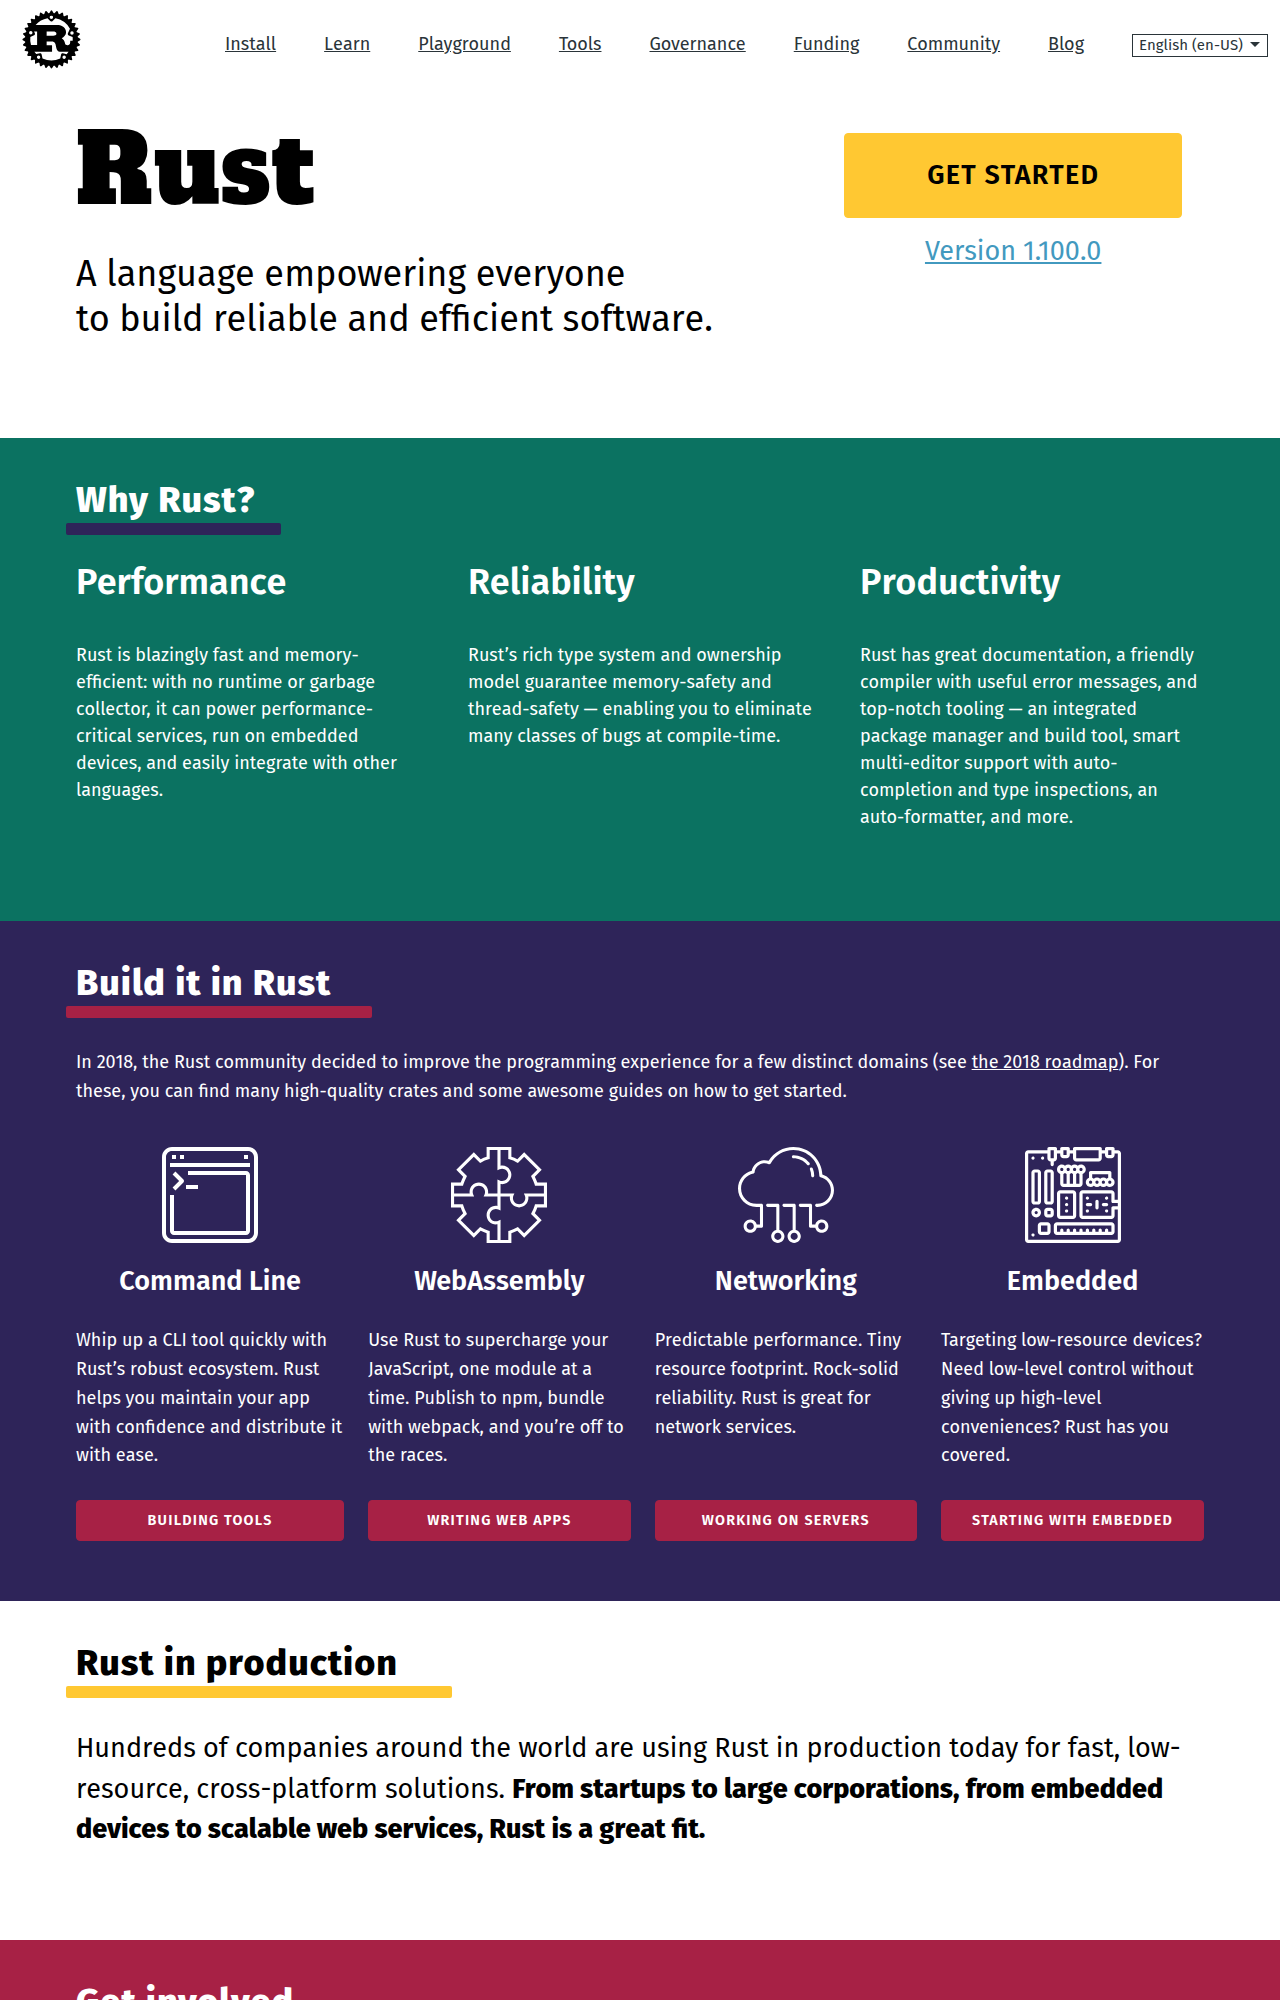 R
Install Learn Playground Tools Governance Funding Community Blog English (en-US)
Rust
GET STARTED
Version 1.100.0
A language empowering everyone
to build reliable and efficient software.
Why Rust?
Performance
Rust is blazingly fast and memory-
efficient: with no runtime or garbage
collector, it can power performance-
critical services, run on embedded
devices, and easily integrate with other
languages.
Reliability
Rust’s rich type system and ownership
model guarantee memory-safety and
thread-safety — enabling you to eliminate
many classes of bugs at compile-time.
Productivity
Rust has great documentation, a friendly
compiler with useful error messages, and
top-notch tooling — an integrated
package manager and build tool, smart
multi-editor support with auto-
completion and type inspections, an
auto-formatter, and more.
Build it in Rust
In 2018, the Rust community decided to improve the programming experience for a few distinct domains (see the 2018 roadmap). For
these, you can find many high-quality crates and some awesome guides on how to get started.
Command Line
Whip up a CLI tool quickly with
Rust’s robust ecosystem. Rust
helps you maintain your app
with confidence and distribute it
with ease.
BUILDING TOOLS
WebAssembly
Use Rust to supercharge your
JavaScript, one module at a
time. Publish to npm, bundle
with webpack, and you’re off to
the races.
WRITING WEB APPS
Networking
Predictable performance. Tiny
resource footprint. Rock-solid
reliability. Rust is great for
network services.
WORKING ON SERVERS
Embedded
Targeting low-resource devices?
Need low-level control without
giving up high-level
conveniences? Rust has you
covered.
STARTING WITH EMBEDDED
Rust in production
Hundreds of companies around the world are using Rust in production today for fast, low-
resource, cross-platform solutions. From startups to large corporations, from embedded
devices to scalable web services, Rust is a great fit.
Get involved